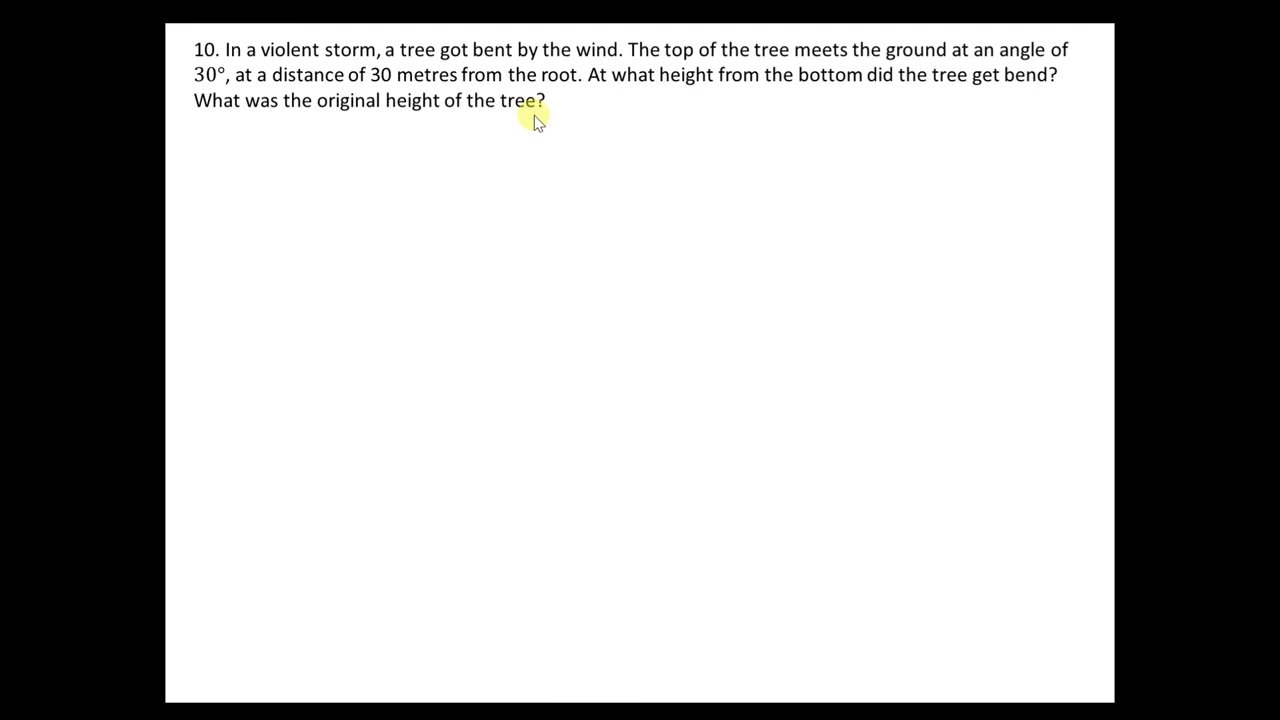 10. In a violent storm, a tree got bent by the wind. The top of the tree meets the ground at an angle of
30°, at a distance of 30 metres from the root. At what height from the bottom did the tree get bend?
What was the original height of the tree?